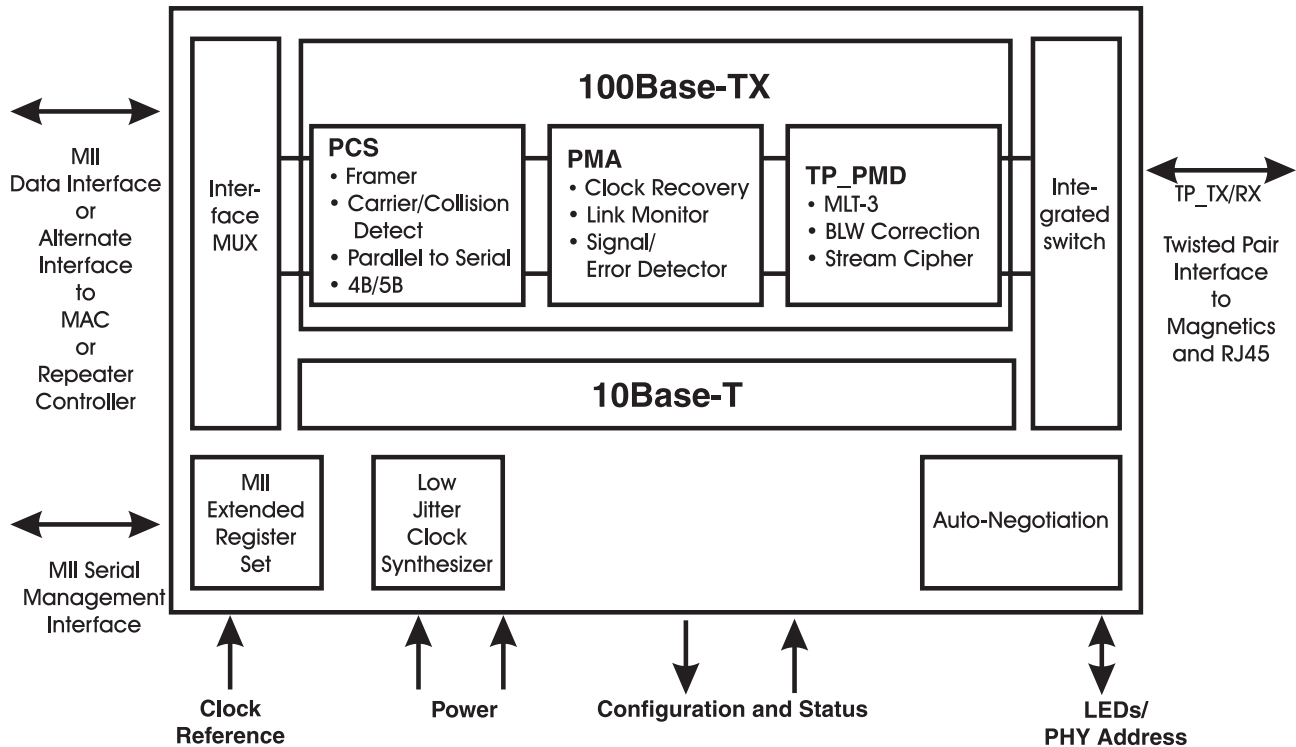 100Base-TX
MII
Data Interface
or
Alternate
Interface
to
MAC
or
Repeater
Controller
Inter-
face
MUX
PCS
• Framer
• Carrier/Collision
Detect
• Parallel to Serial
• 4B/5B
PMA
• Clock Recovery
• Link Monitor
• Signal/
Error Detector
TP_PMD
• MLT-3
• BLW Correction
• Stream Cipher
Inte-
grated
switch
TP_TX/RX
Twisted Pair
Interface
to
Magnetics
and RJ45
10Base-T
MII
Extended
Register
Set
Low
Jitter
Clock
Synthesizer
Auto-Negotiation
MII Serial
Management
Interface
Clock
Reference
Power
Configuration and Status
LEDs/
PHY Address